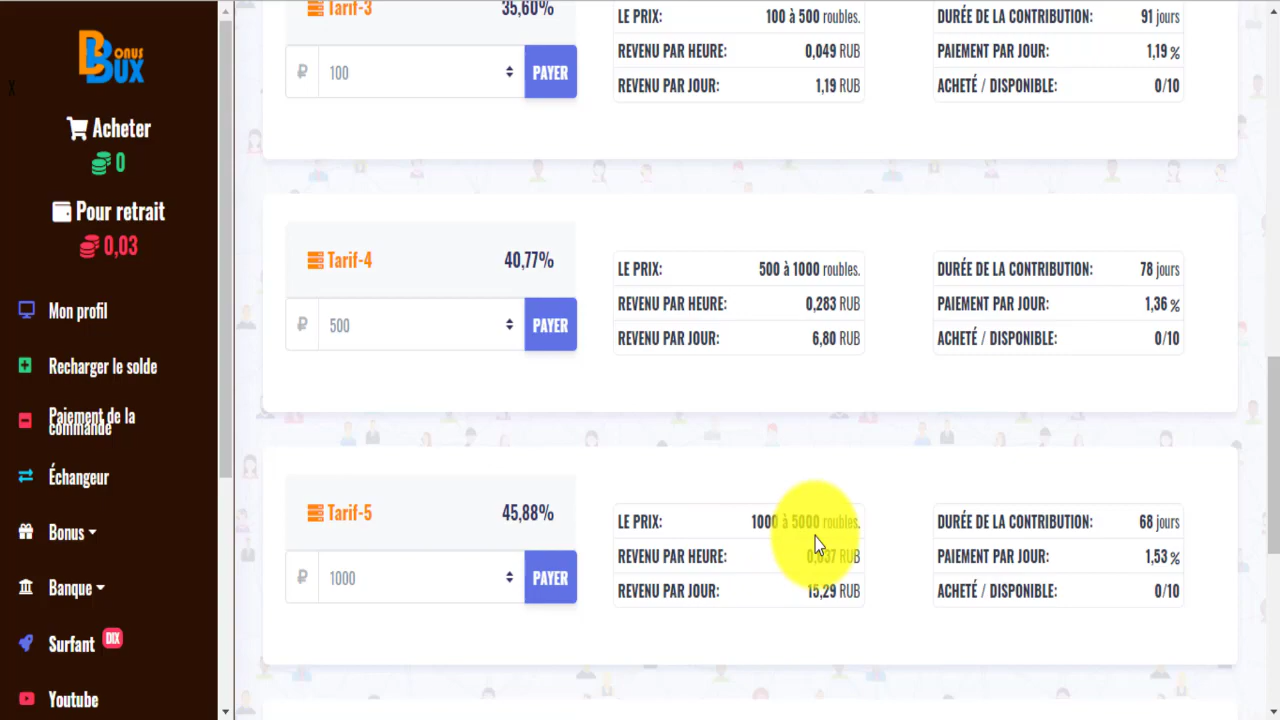 Bonus
Bux
X
Acheter
0
Pour retrait
0,03
Mon profil
Recharger le solde
Paiement de la
commande
Échangeur
Bonus
Banque
Surfant DIX
Youtube
Tarif-3 35,60%
₽ 100 PAYER
LE PRIX: 100 à 500 roubles.
REVENU PAR HEURE: 0,049 RUB
REVENU PAR JOUR: 1,19 RUB
DURÉE DE LA CONTRIBUTION: 91 jours
PAIEMENT PAR JOUR: 1,19 %
ACHETÉ / DISPONIBLE: 0/10
Tarif-4 40,77%
₽ 500 PAYER
LE PRIX: 500 à 1000 roubles.
REVENU PAR HEURE: 0,283 RUB
REVENU PAR JOUR: 6,80 RUB
DURÉE DE LA CONTRIBUTION: 78 jours
PAIEMENT PAR JOUR: 1,36 %
ACHETÉ / DISPONIBLE: 0/10
Tarif-5 45,88%
₽ 1000 PAYER
LE PRIX: 1000 à 5000 roubles.
REVENU PAR HEURE: RUB
REVENU PAR JOUR: 15,29 RUB
DURÉE DE LA CONTRIBUTION: 68 jours
PAIEMENT PAR JOUR: 1,53 %
ACHETÉ / DISPONIBLE: 0/10